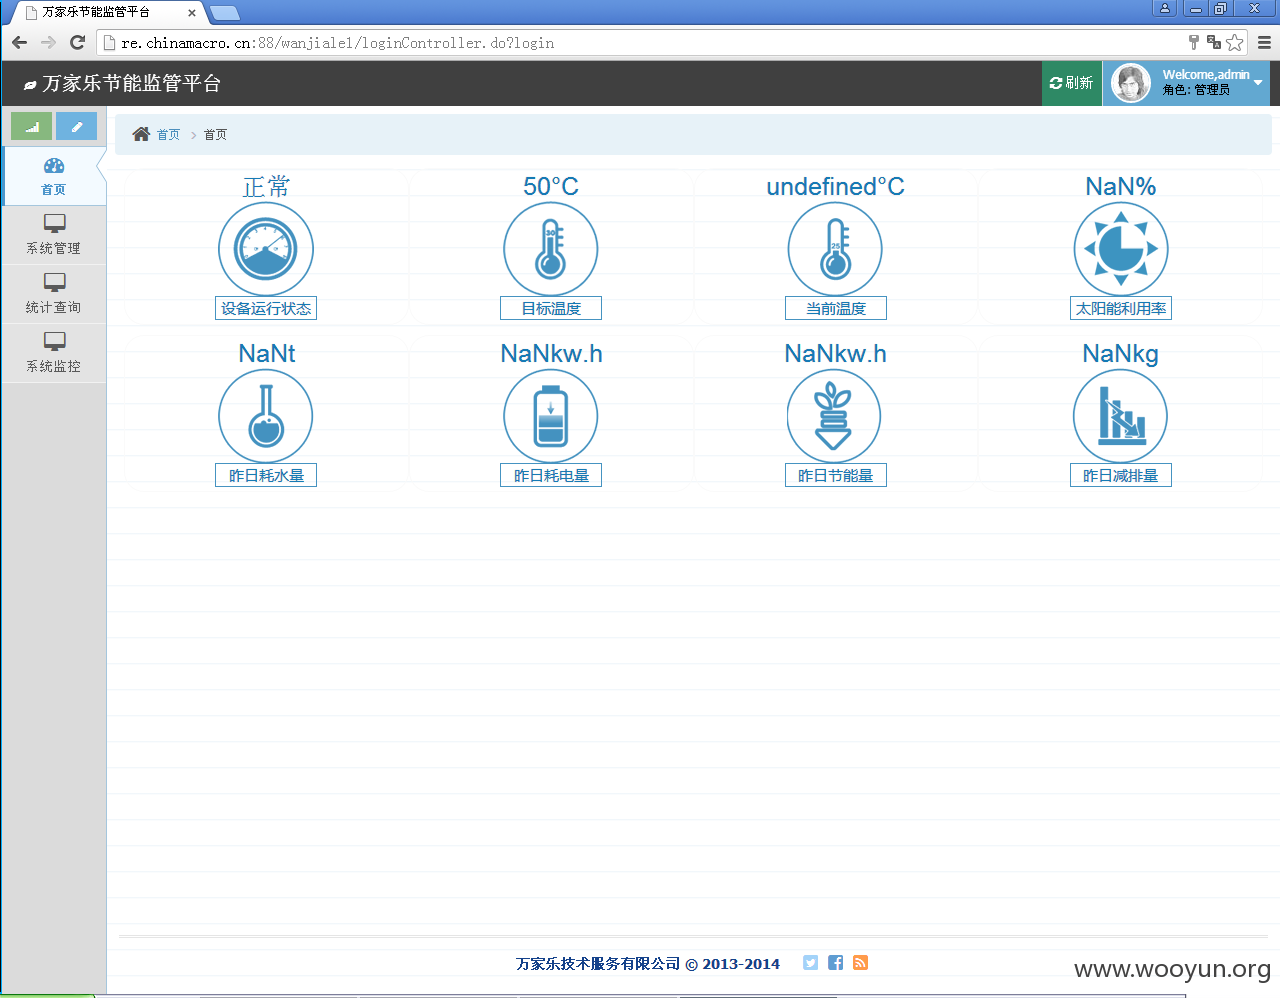 万家乐节能监管平台
re.chinamacro.cn:88/wanjiale1/loginController.do?login
万家乐节能监管平台
刷新
Welcome,admin
角色：管理员
首页 > 首页
首页
系统管理
统计查询
系统监控
正常
设备运行状态
50°C
30
目标温度
undefined°C
25
当前温度
NaN%
太阳能利用率
NaNt
昨日耗水量
NaNkw.h
昨日耗电量
NaNkw.h
昨日节能量
NaNkg
昨日减排量
万家乐技术服务有限公司 © 2013-2014
www.wooyun.org